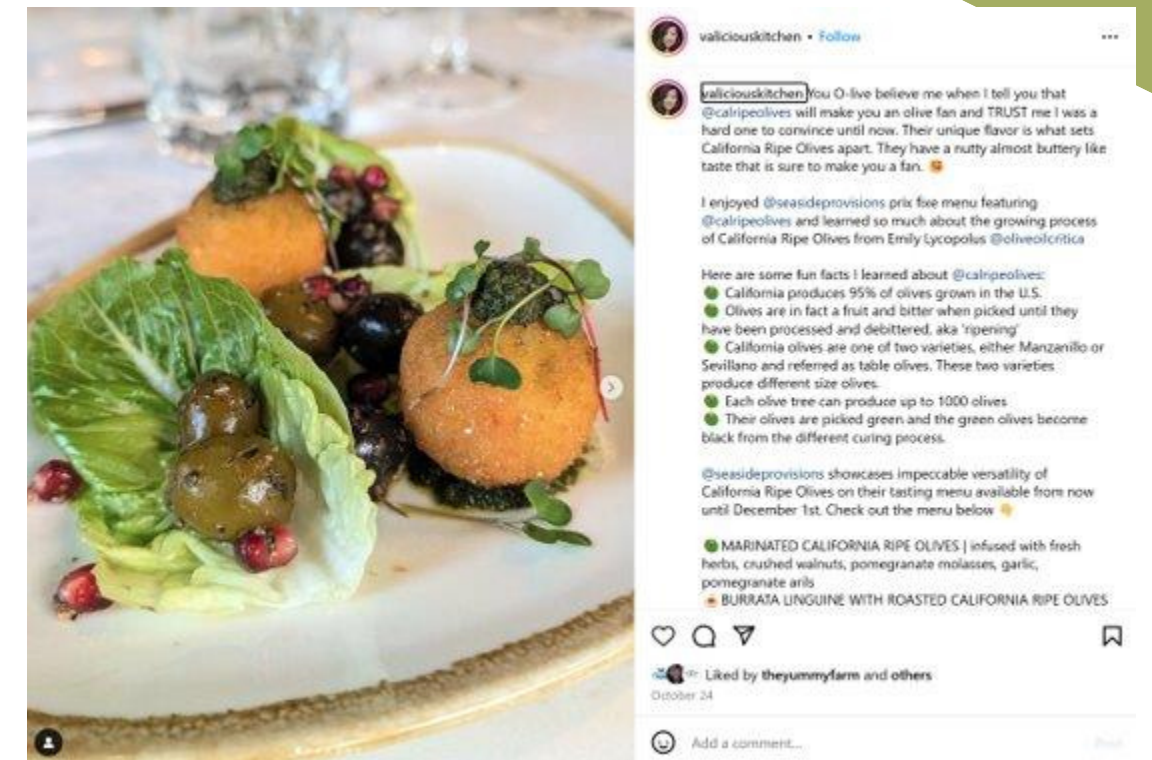 valiciouskitchen • Follow
valiciouskitchen You O-live believe me when I tell you that
@calripeolives will make you an olive fan and TRUST me I was a
hard one to convince until now. Their unique flavor is what sets
California Ripe Olives apart. They have a nutty almost buttery like
taste that is sure to make you a fan.
I enjoyed @seasideprovisions prix fixe menu featuring
@calripeolives and learned so much about the growing process
of California Ripe Olives from Emily Lycopolus @oliveoilcritica
Here are some fun facts I learned about @calripeolives:
California produces 95% of olives grown in the U.S.
Olives are in fact a fruit and bitter when picked until they
have been processed and debittered, aka 'ripening'
California olives are one of two varieties, either Manzanillo or
Sevillano and referred as table olives. These two varieties
produce different size olives.
Each olive tree can produce up to 1000 olives
Their olives are picked green and the green olives become
black from the different curing process.
@seasideprovisions showcases impeccable versatility of
California Ripe Olives on their tasting menu available from now
until December 1st. Check out the menu below
MARINATED CALIFORNIA RIPE OLIVES | infused with fresh
herbs, crushed walnuts, pomegranate molasses, garlic,
pomegranate arils
BURRATA LINGUINE WITH ROASTED CALIFORNIA RIPE OLIVES
Liked by theyummyfarm and others
October 24
Add a comment...
Post